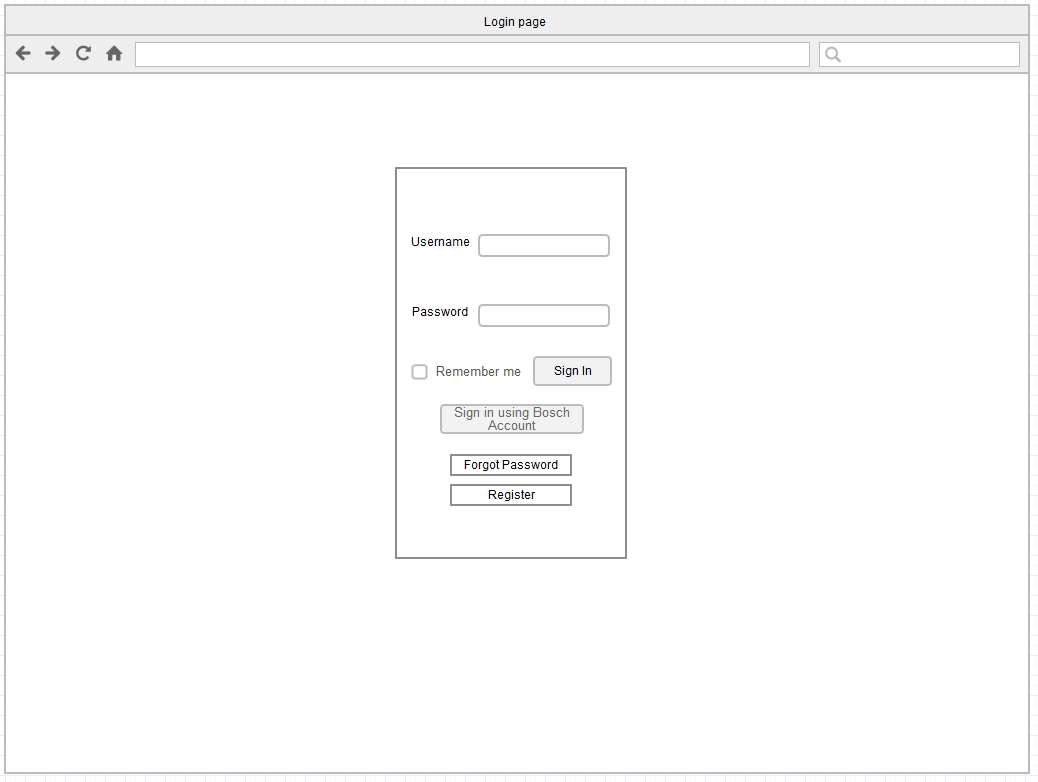 Login page
Username
Password
Remember me
Sign In
Sign in using Bosch
Account
Forgot Password
Register